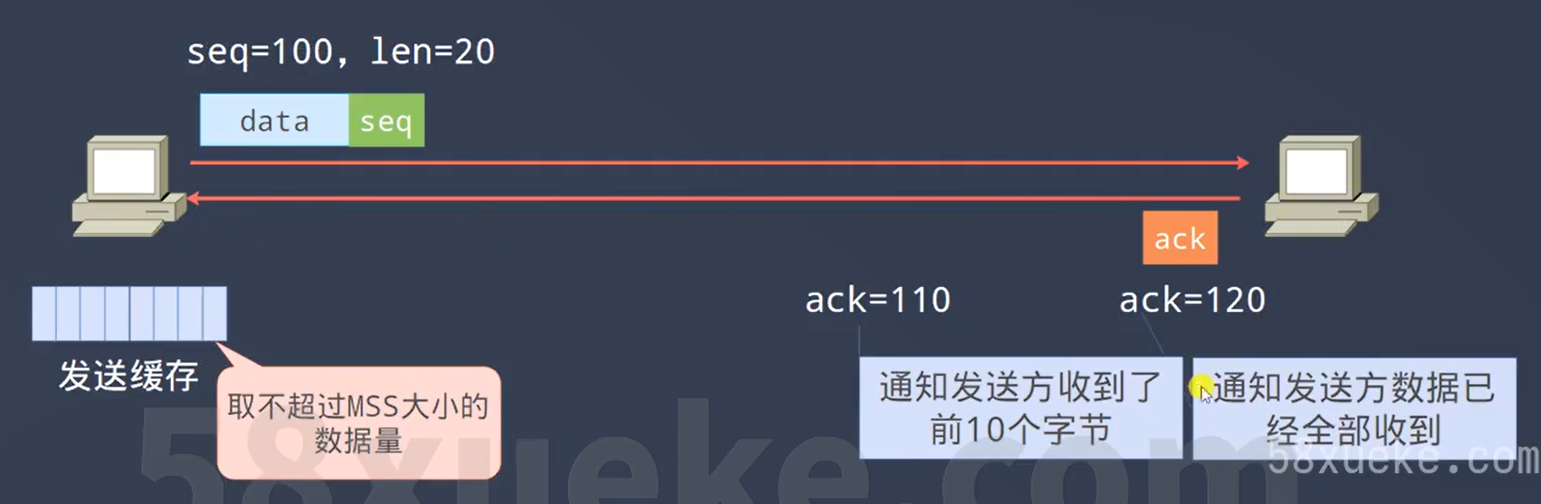 seq=100，len=20
data
seq
ack
ack=110
ack=120
发送缓存
取不超过MSS大小的
数据量
通知发送方收到了
前10个字节
通知发送方数据已
经全部收到
58xueke.com
58xueke.com